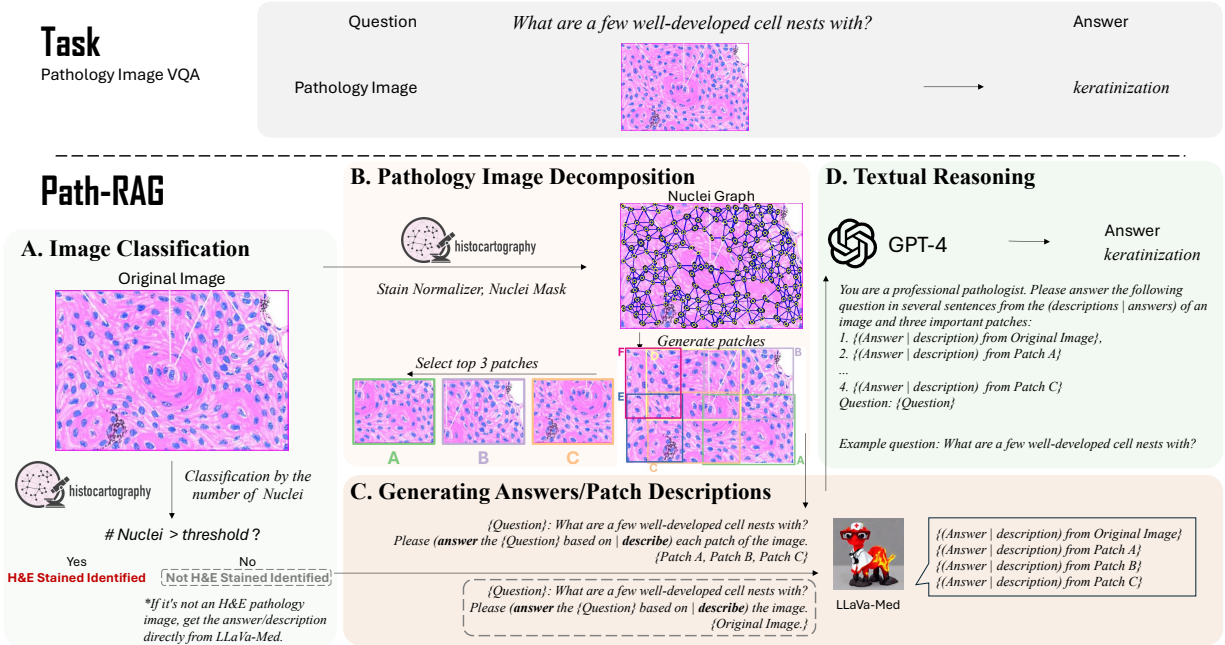 Task
Pathology Image VQA
Question
What are a few well-developed cell nests with?
Answer
Pathology Image
keratinization
Path-RAG
A. Image Classification
Original Image
histocartography
Classification by the
number of Nuclei
# Nuclei > threshold ?
Yes
No
H&E Stained Identified
Not H&E Stained Identified
*If it's not an H&E pathology
image, get the answer/description
directly from LLaVa-Med.
B. Pathology Image Decomposition
Nuclei Graph
histocartography
Stain Normalizer, Nuclei Mask
Generate patches
Select top 3 patches
A
B
C
F
D
B
E
C
A
C. Generating Answers/Patch Descriptions
{Question}: What are a few well-developed cell nests with?
Please (answer the {Question} based on | describe) each patch of the image.
{Patch A, Patch B, Patch C}
{Question}: What are a few well-developed cell nests with?
Please (answer the {Question} based on | describe) the image.
{Original Image.}
LLaVa-Med
{(Answer | description) from Original Image}
{(Answer | description) from Patch A}
{(Answer | description) from Patch B}
{(Answer | description) from Patch C}
D. Textual Reasoning
GPT-4
Answer
keratinization
You are a professional pathologist. Please answer the following
question in several sentences from the (descriptions | answers) of an
image and three important patches:
1. {(Answer | description) from Original Image},
2. {(Answer | description) from Patch A}
...
4. {(Answer | description) from Patch C}
Question: {Question}
Example question: What are a few well-developed cell nests with?